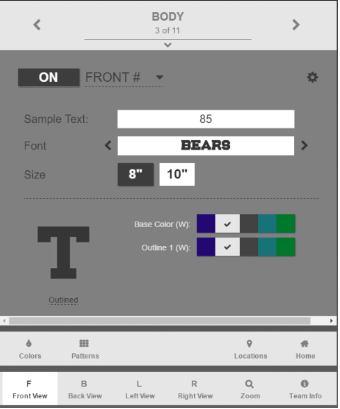 BODY
3 of 11
ON FRONT #
Sample Text: 85
Font BEARS
Size 8" 10"
Base Color (W):
T Outline 1 (W):
Outlined
Colors Patterns Locations Home
F B L R
Front View Back View Left View Right View Zoom Team Info